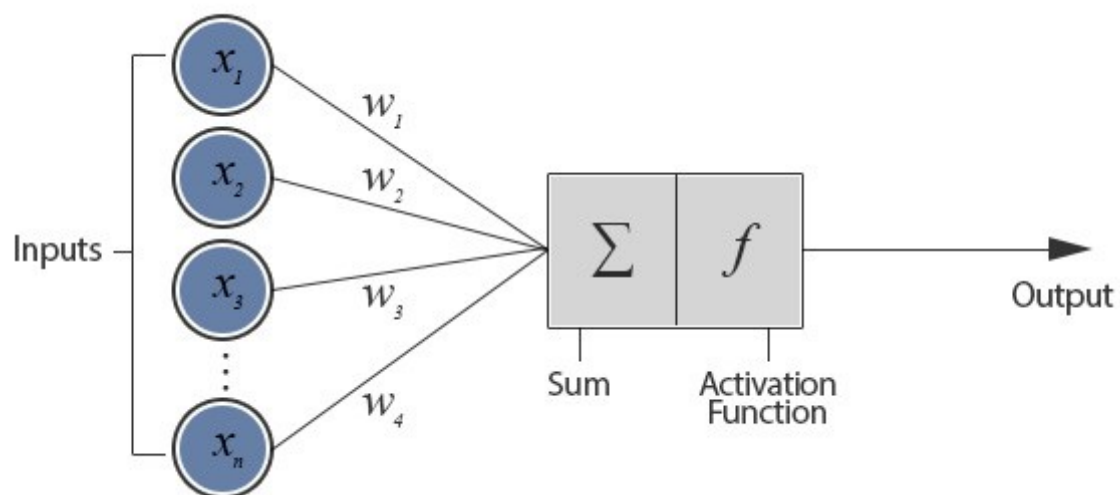 x₁
w₁
x₂
w₂
Inputs
x₃
w₃
∑
f
Output
Sum
Activation
Function
xₙ
w₄